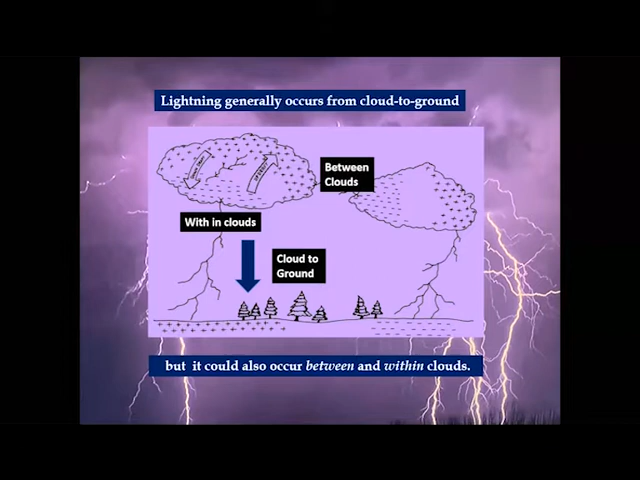 Lightning generally occurs from cloud-to-ground
Between
Clouds
With in clouds
Cloud to
Ground
but it could also occur between and within clouds.